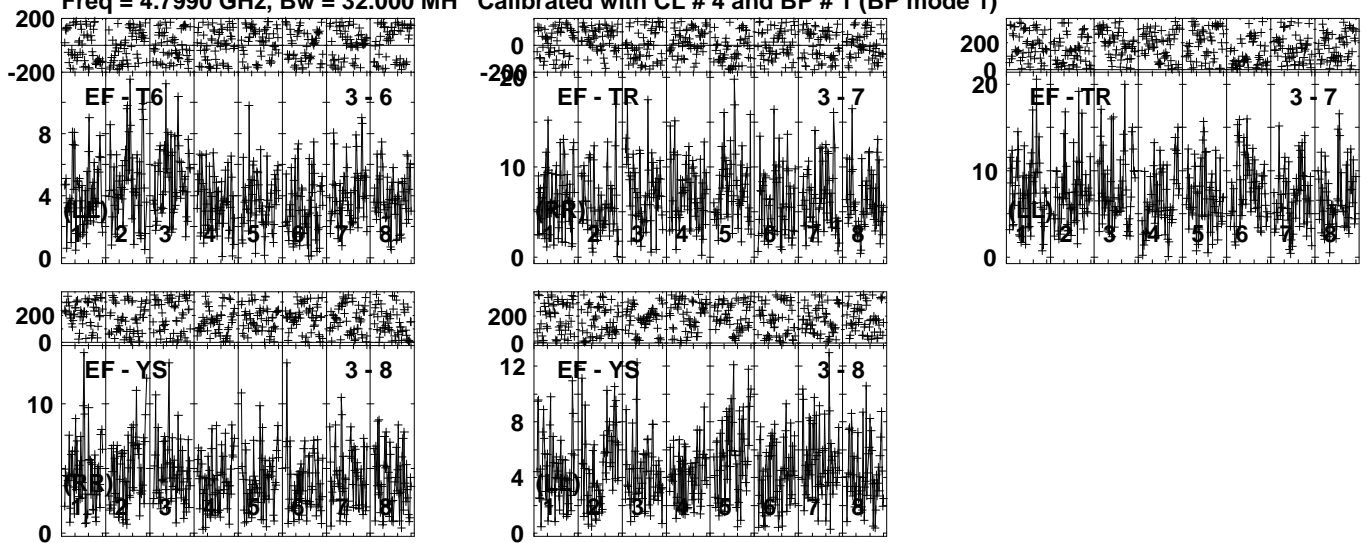 Freq = 4.7990 GHz, Bw = 32.000 MH Calibrated with CL # 4 and BP # 1 (BP mode 1)
200
-200
EF - T6
3 - 6
8
4
0
(LL)
1 2 3 4 5 6 7 8
0
-200
20
EF - TR
3 - 7
10
0
(RR)
1 2 3 4 5 6 7 8
200
0
20
EF - TR
3 - 7
10
0
(LL)
1 2 3 4 5 6 7 8
200
0
EF - YS
3 - 8
10
0
(RR)
1 2 3 4 5 6 7 8
200
0
12
EF - YS
3 - 8
8
4
0
(LL)
1 2 3 4 5 6 7 8